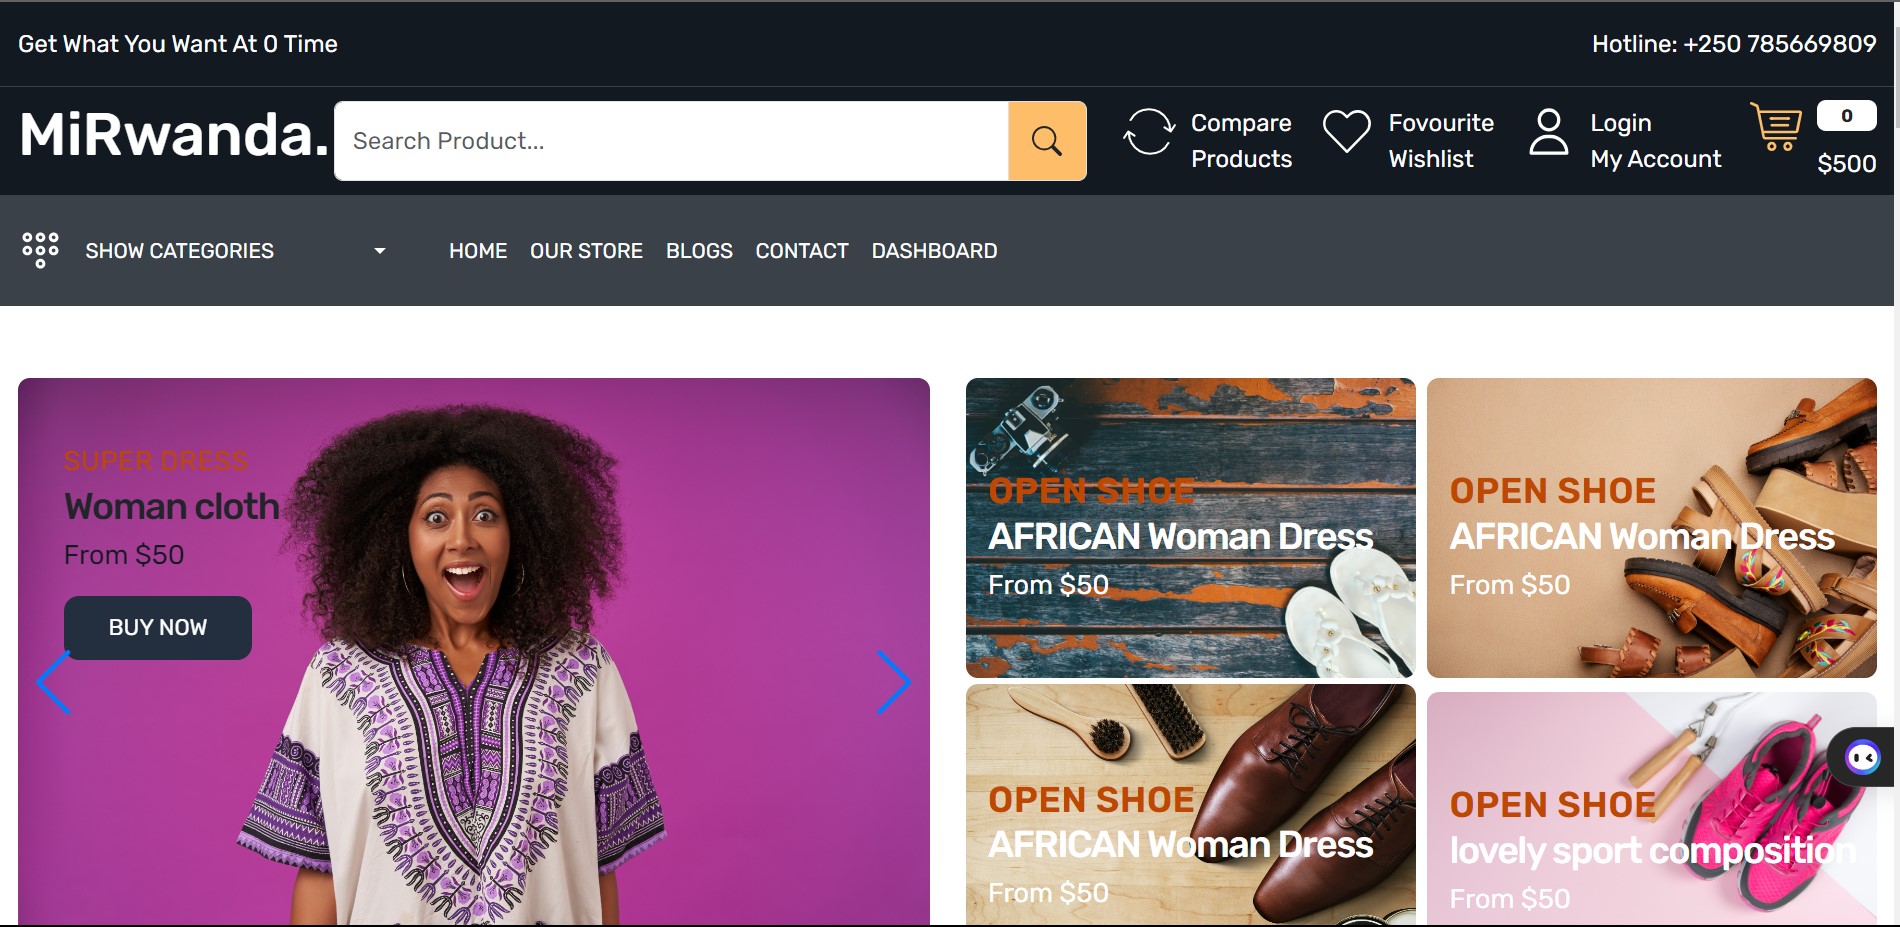 Get What You Want At 0 Time
Hotline: +250 785669809
MiRwanda.
Search Product...
Compare
Products
Fovourite
Wishlist
Login
My Account
0
$500
SHOW CATEGORIES
HOME OUR STORE BLOGS CONTACT DASHBOARD
SUPER DRESS
Woman cloth
From $50
BUY NOW
OPEN SHOE
AFRICAN Woman Dress
From $50
OPEN SHOE
AFRICAN Woman Dress
From $50
OPEN SHOE
AFRICAN Woman Dress
From $50
OPEN SHOE
lovely sport composition
From $50